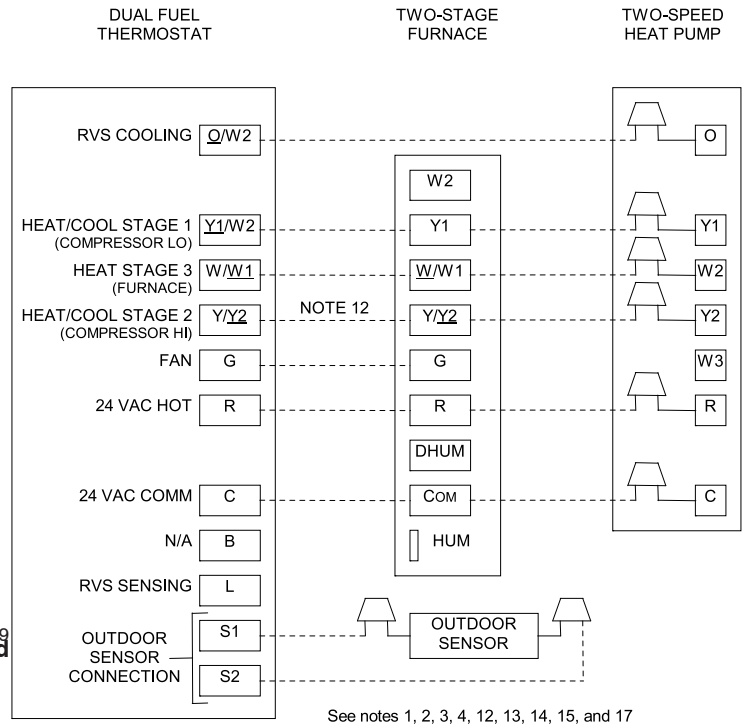 DUAL FUEL
THERMOSTAT
TWO-STAGE
FURNACE
TWO-SPEED
HEAT PUMP
RVS COOLING O/W2 O
W2
HEAT/COOL STAGE 1 Y1/W2 Y1 Y1
(COMPRESSOR LO)
HEAT STAGE 3 W/W1 W/W1 W2
(FURNACE)
HEAT/COOL STAGE 2 Y/Y2 NOTE 12 Y/Y2 Y2
(COMPRESSOR HI)
FAN G G W3
24 VAC HOT R R R
DHUM
24 VAC COMM C COM C
N/A B HUM
RVS SENSING L
S1
OUTDOOR
SENSOR
OUTDOOR
SENSOR
CONNECTION
S2
See notes 1, 2, 3, 4, 12, 13, 14, 15, and 17